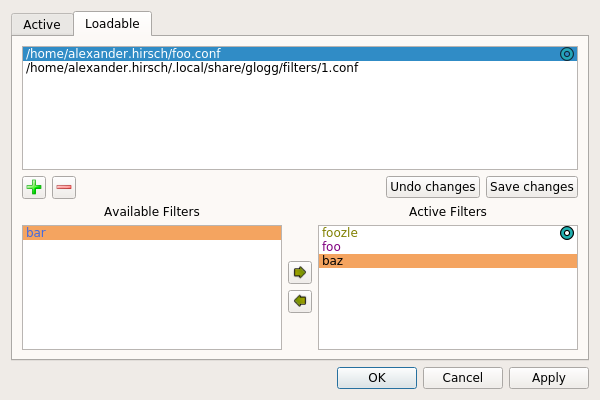 Active
Loadable
/home/alexander.hirsch/foo.conf
/home/alexander.hirsch/.local/share/glogg/filters/1.conf
Undo changes
Save changes
Available Filters
Active Filters
bar
foozle
foo
baz
OK
Cancel
Apply